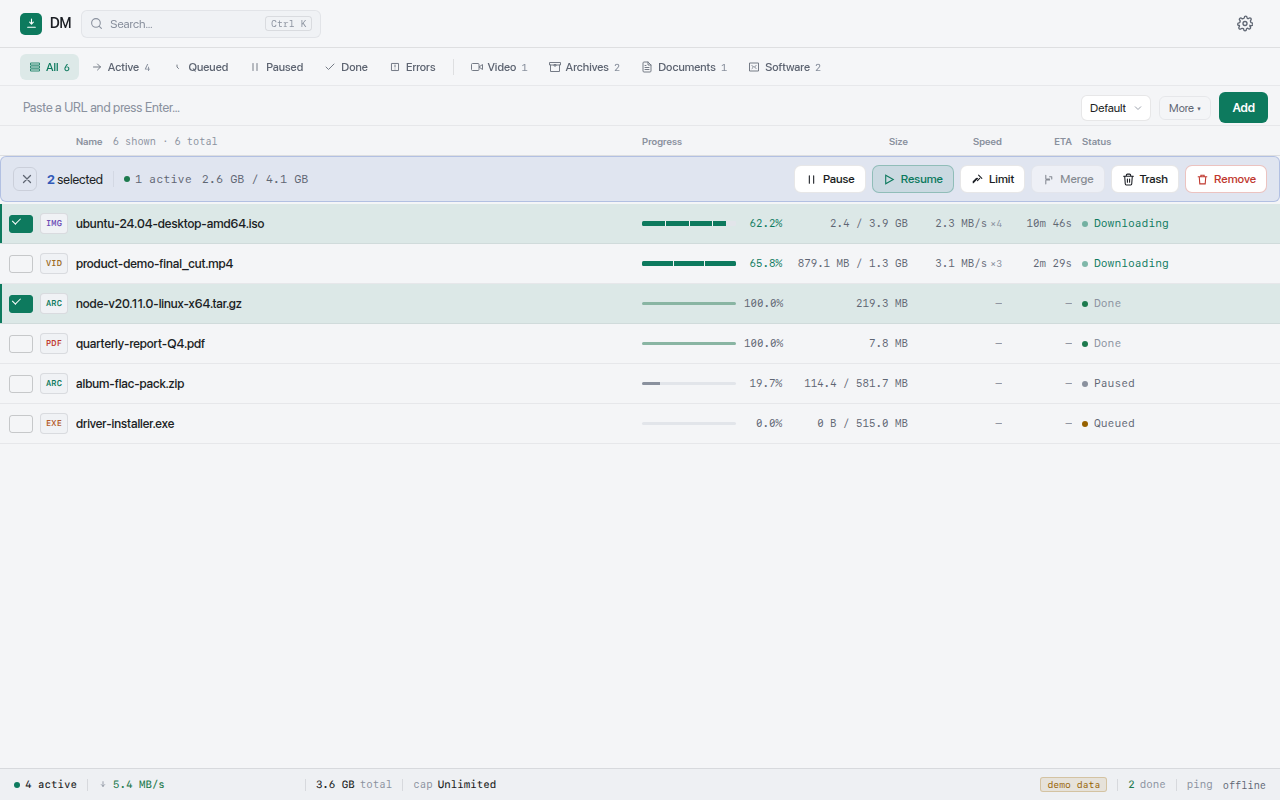 DM Search... Ctrl K
All 6 Active 4 Queued Paused Done Errors Video 1 Archives 2 Documents 1 Software 2
Paste a URL and press Enter... Default More Add
Name 6 shown · 6 total Progress Size Speed ETA Status
2 selected 1 active 2.6 GB / 4.1 GB Pause Resume Limit Merge Trash Remove
IMG ubuntu-24.04-desktop-amd64.iso 62.2% 2.4 / 3.9 GB 2.3 MB/s ×4 10m 46s Downloading
VID product-demo-final_cut.mp4 65.8% 879.1 MB / 1.3 GB 3.1 MB/s ×3 2m 29s Downloading
ARC node-v20.11.0-linux-x64.tar.gz 100.0% 219.3 MB — — Done
PDF quarterly-report-Q4.pdf 100.0% 7.8 MB — — Done
ARC album-flac-pack.zip 19.7% 114.4 / 581.7 MB — — Paused
EXE driver-installer.exe 0.0% 0 B / 515.0 MB — — Queued
4 active ↓ 5.4 MB/s 3.6 GB total cap Unlimited demo data 2 done ping offline